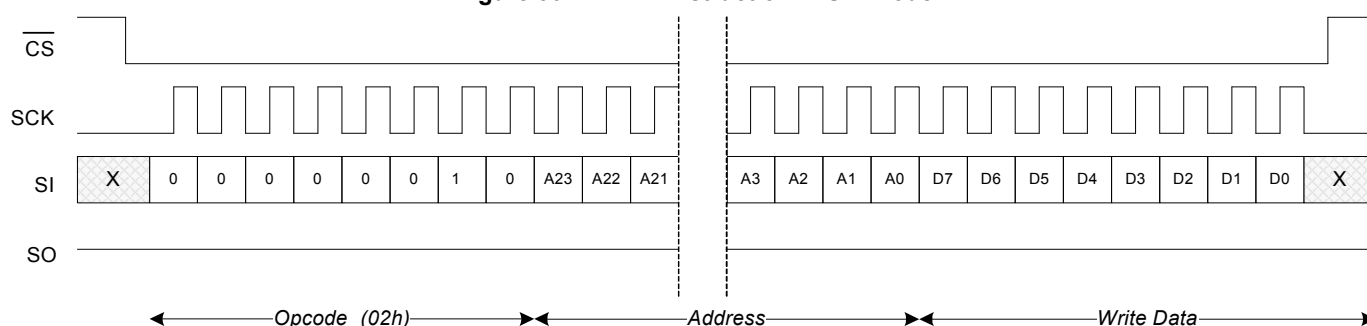 CS
SCK
SI X 0 0 0 0 0 0 1 0 A23 A22 A21 A3 A2 A1 A0 D7 D6 D5 D4 D3 D2 D1 D0 X
SO
Opcode (02h) Address Write Data